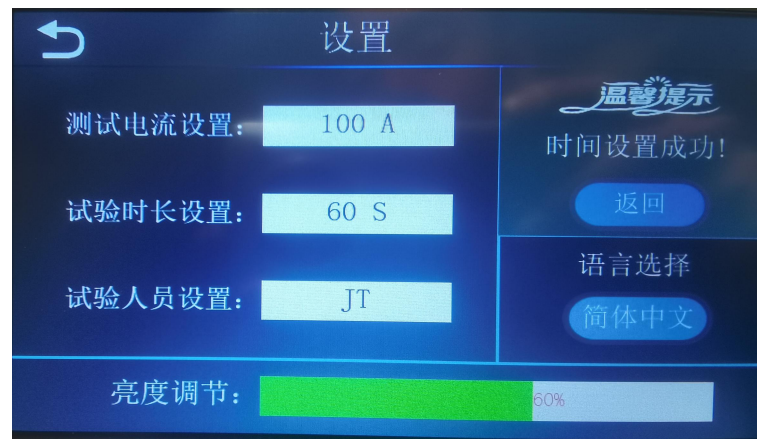 设置
测试电流设置: 100 A
试验时长设置: 60 S
试验人员设置: JT
温馨提示
时间设置成功!
返回
语言选择
简体中文
亮度调节: 60%